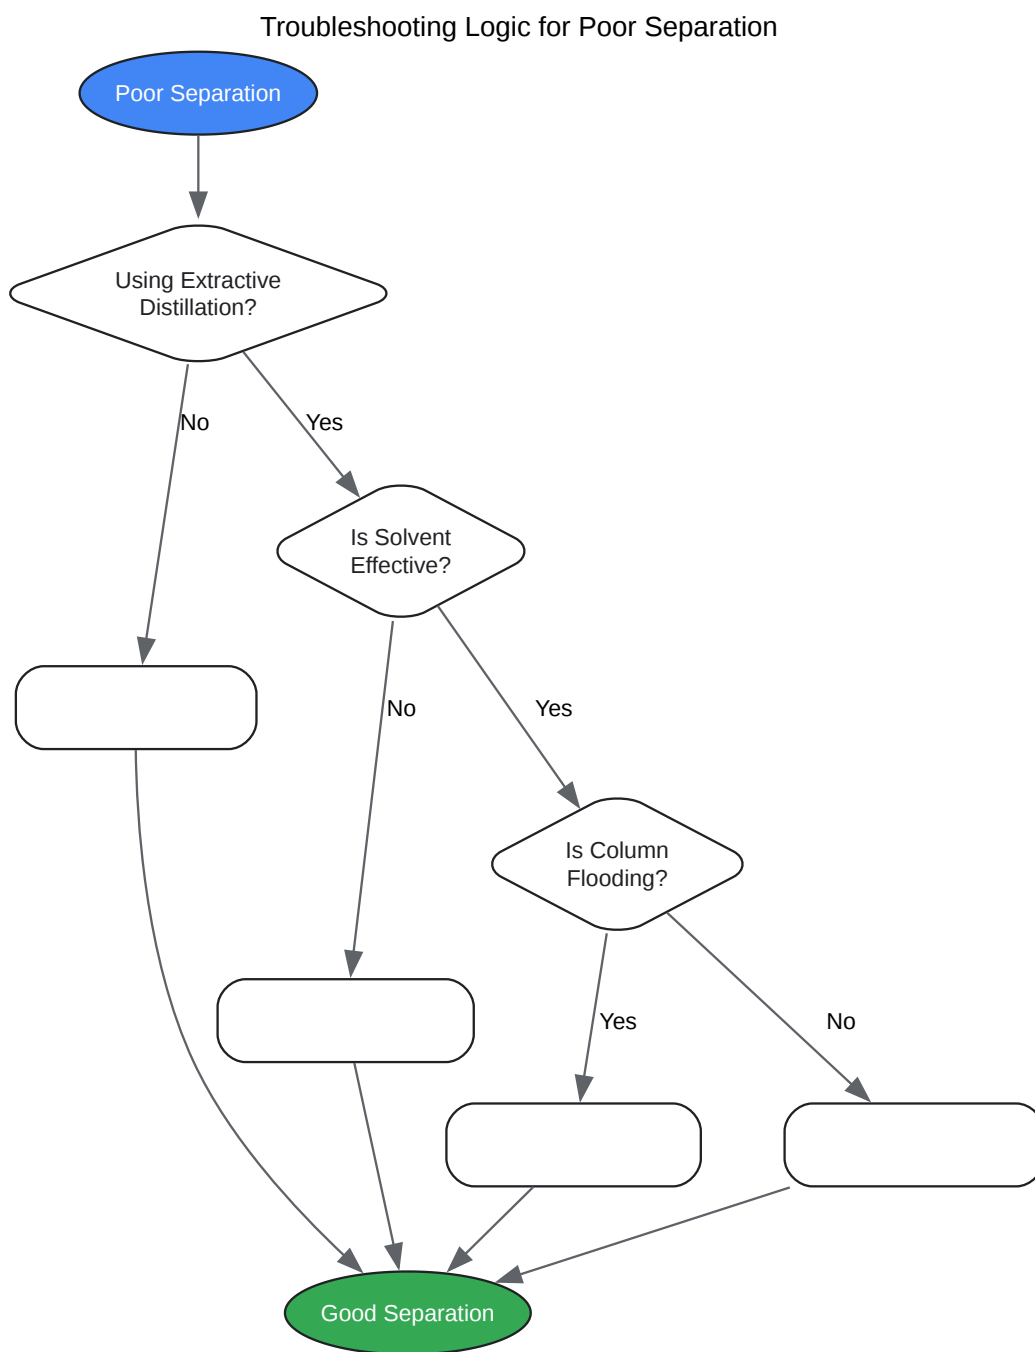 Troubleshooting Logic for Poor Separation
Poor Separation
Using Extractive
Distillation?
No
Yes
Is Solvent
Effective?
No
Yes
Is Column
Flooding?
Yes
No
Good Separation